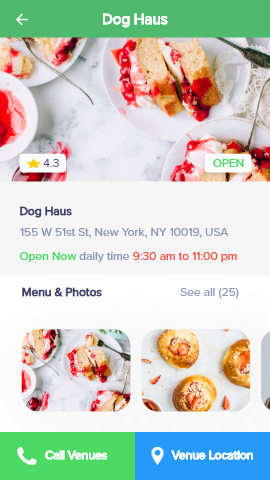 Dog Haus
4.3
OPEN
Dog Haus
155 W 51st St, New York, NY 10019, USA
Open Now daily time 9:30 am to 11:00 pm
Menu & Photos
See all (25)
Call Venues
Venue Location